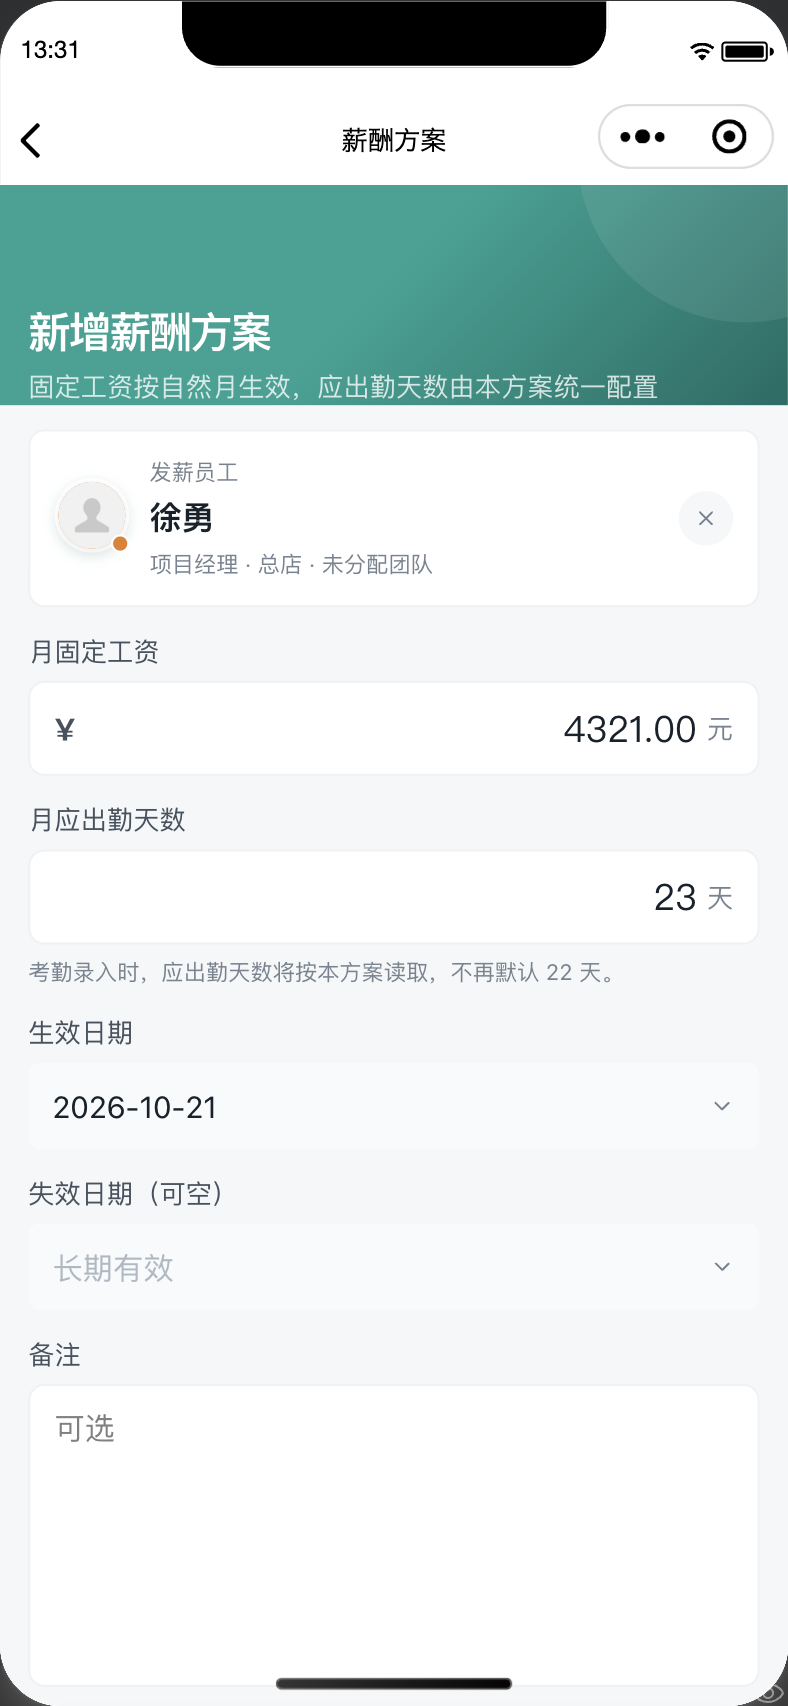 13:31
薪酬方案
新增薪酬方案
固定工资按自然月生效，应出勤天数由本方案统一配置
发薪员工
徐勇
项目经理 · 总店 · 未分配团队
月固定工资
¥ 4321.00 元
月应出勤天数
23 天
考勤录入时，应出勤天数将按本方案读取，不再默认 22 天。
生效日期
2026-10-21
失效日期（可空）
长期有效
备注
可选